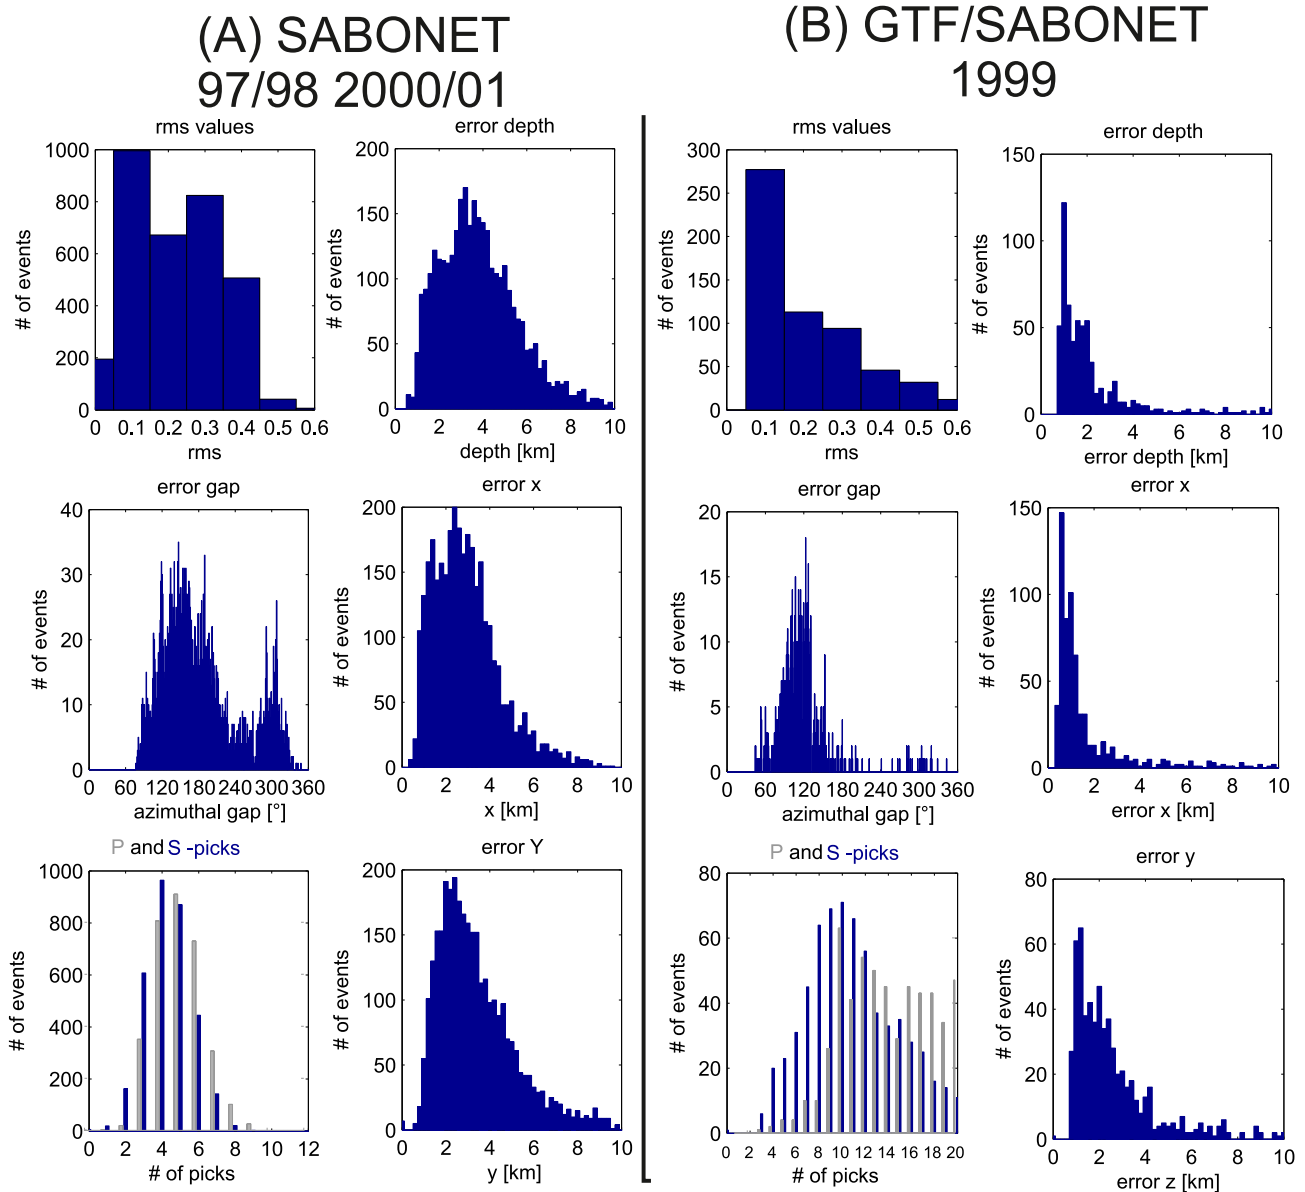 (A) SABONET
97/98 2000/01
(B) GTF/SABONET
1999
rms values
# of events
1000
800
600
400
200
0
0 0.1 0.2 0.3 0.4 0.5 0.6
rms
error depth
# of events
200
150
100
50
0
0 2 4 6 8 10
depth [km]
rms values
# of events
300
250
200
150
100
50
0
0 0.1 0.2 0.3 0.4 0.5 0.6
rms
error depth
# of events
150
100
50
0
0 2 4 6 8 10
error depth [km]
error gap
# of events
40
30
20
10
0
0 60 120 180 240 300 360
azimuthal gap [°]
error x
# of events
200
150
100
50
0
0 2 4 6 8 10
x [km]
error gap
# of events
20
15
10
5
0
0 60 120 180 240 300 360
azimuthal gap [°]
error x
# of events
150
100
50
0
0 2 4 6 8 10
error x [km]
P and S -picks
# of events
1000
800
600
400
200
0
0 2 4 6 8 10 12
# of picks
error Y
# of events
200
150
100
50
0
0 2 4 6 8 10
y [km]
P and S -picks
# of events
80
60
40
20
0
0 2 4 6 8 10 12 14 16 18 20
# of picks
error y
# of events
80
60
40
20
0
0 2 4 6 8 10
error z [km]